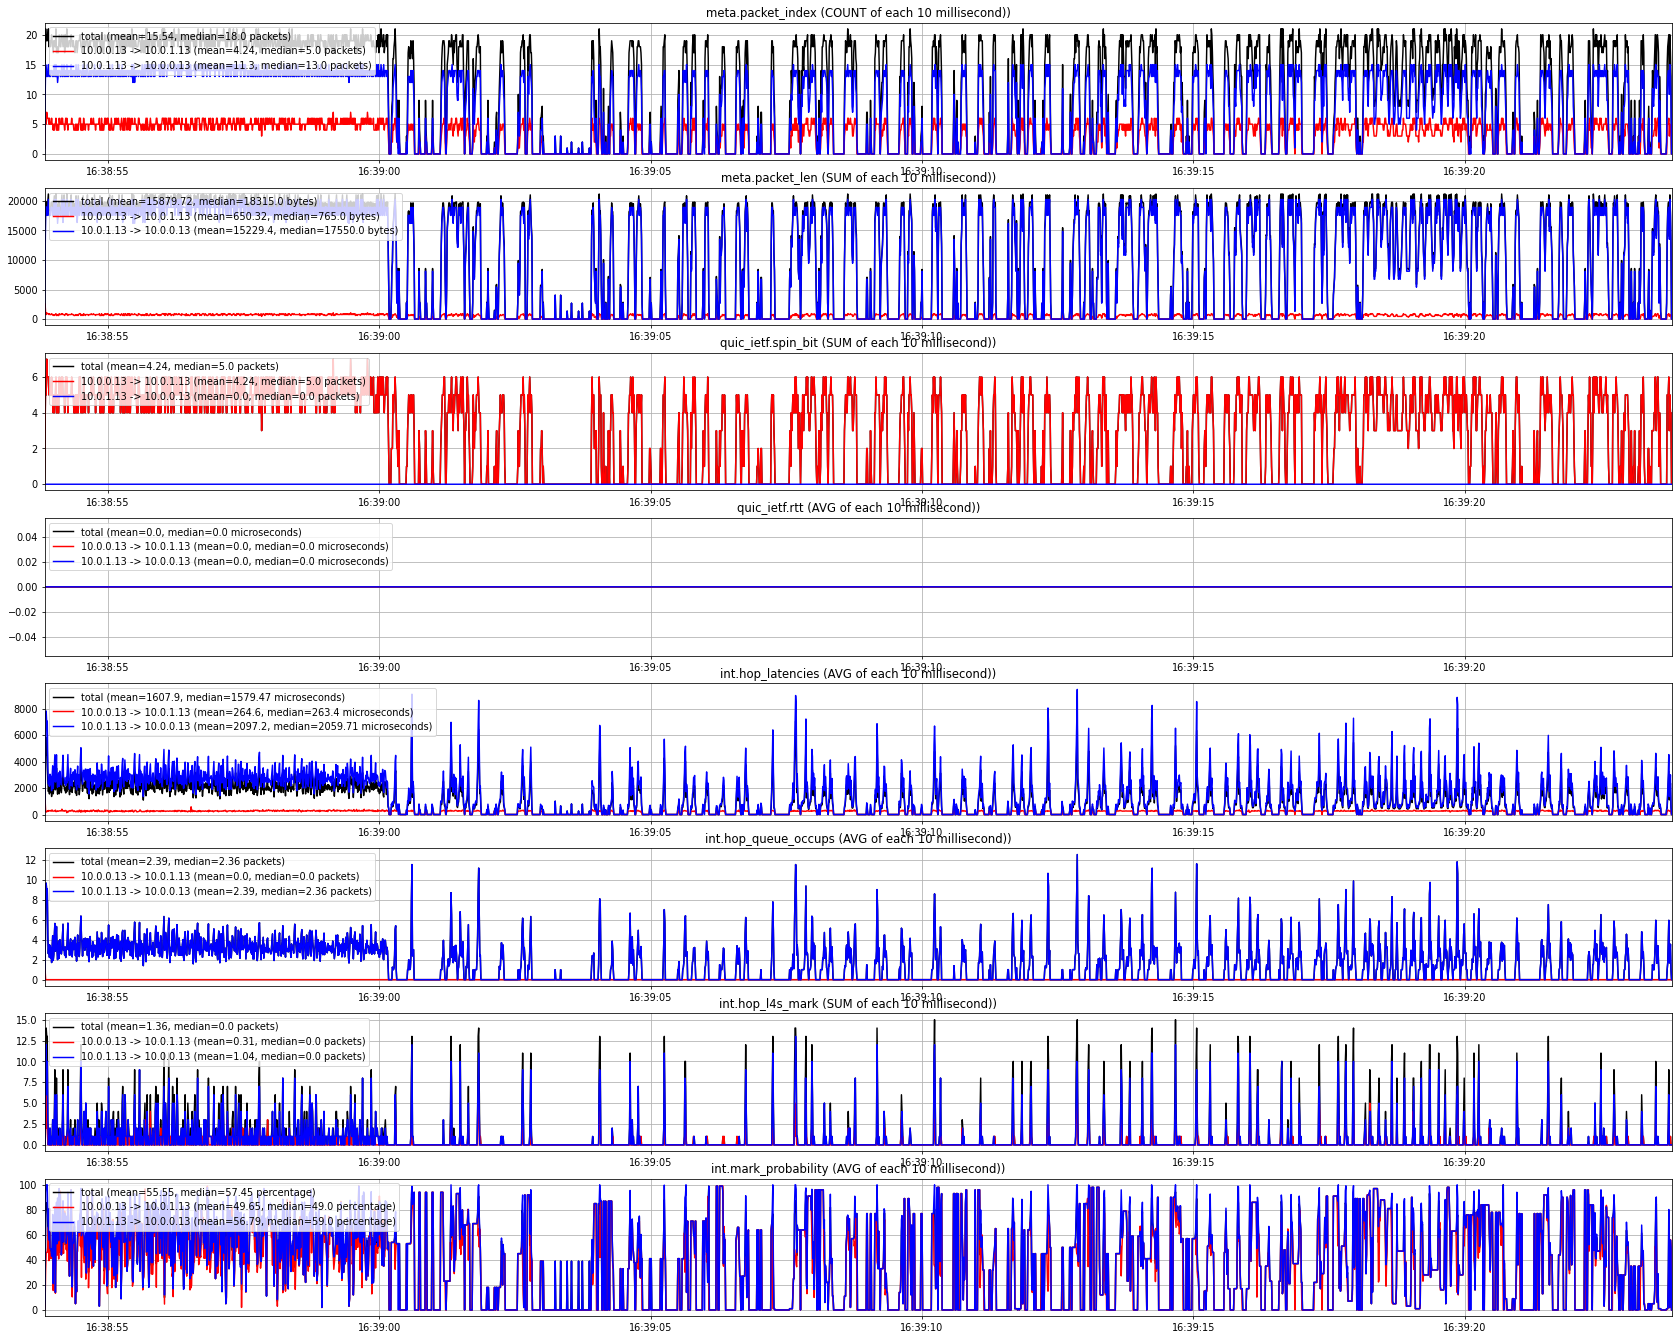 meta.packet_index (COUNT of each 10 millisecond))
20
15
10
5
0
total (mean=15.54, median=18.0 packets)
10.0.0.13 -> 10.0.1.13 (mean=4.24, median=5.0 packets)
10.0.1.13 -> 10.0.0.13 (mean=11.3, median=13.0 packets)
16:38:55 16:39:00 16:39:05 16:39:10 16:39:15 16:39:20
meta.packet_len (SUM of each 10 millisecond))
20000
15000
10000
5000
0
total (mean=15879.72, median=18315.0 bytes)
10.0.0.13 -> 10.0.1.13 (mean=650.32, median=765.0 bytes)
10.0.1.13 -> 10.0.0.13 (mean=15229.4, median=17550.0 bytes)
16:38:55 16:39:00 16:39:05 16:39:10 16:39:15 16:39:20
quic_ietf.spin_bit (SUM of each 10 millisecond))
6
4
2
0
total (mean=4.24, median=5.0 packets)
10.0.0.13 -> 10.0.1.13 (mean=4.24, median=5.0 packets)
10.0.1.13 -> 10.0.0.13 (mean=0.0, median=0.0 packets)
16:38:55 16:39:00 16:39:05 16:39:10 16:39:15 16:39:20
quic_ietf.rtt (AVG of each 10 millisecond))
0.04
0.02
0.00
−0.02
−0.04
total (mean=0.0, median=0.0 microseconds)
10.0.0.13 -> 10.0.1.13 (mean=0.0, median=0.0 microseconds)
10.0.1.13 -> 10.0.0.13 (mean=0.0, median=0.0 microseconds)
16:38:55 16:39:00 16:39:05 16:39:10 16:39:15 16:39:20
int.hop_latencies (AVG of each 10 millisecond))
8000
6000
4000
2000
0
total (mean=1607.9, median=1579.47 microseconds)
10.0.0.13 -> 10.0.1.13 (mean=264.6, median=263.4 microseconds)
10.0.1.13 -> 10.0.0.13 (mean=2097.2, median=2059.71 microseconds)
16:38:55 16:39:00 16:39:05 16:39:10 16:39:15 16:39:20
int.hop_queue_occups (AVG of each 10 millisecond))
12
10
8
6
4
2
0
total (mean=2.39, median=2.36 packets)
10.0.0.13 -> 10.0.1.13 (mean=0.0, median=0.0 packets)
10.0.1.13 -> 10.0.0.13 (mean=2.39, median=2.36 packets)
16:38:55 16:39:00 16:39:05 16:39:10 16:39:15 16:39:20
int.hop_l4s_mark (SUM of each 10 millisecond))
15.0
12.5
10.0
7.5
5.0
2.5
0.0
total (mean=1.36, median=0.0 packets)
10.0.0.13 -> 10.0.1.13 (mean=0.31, median=0.0 packets)
10.0.1.13 -> 10.0.0.13 (mean=1.04, median=0.0 packets)
16:38:55 16:39:00 16:39:05 16:39:10 16:39:15 16:39:20
int.mark_probability (AVG of each 10 millisecond))
100
80
60
40
20
0
total (mean=55.55, median=57.45 percentage)
10.0.0.13 -> 10.0.1.13 (mean=49.65, median=49.0 percentage)
10.0.1.13 -> 10.0.0.13 (mean=56.79, median=59.0 percentage)
16:38:55 16:39:00 16:39:05 16:39:10 16:39:15 16:39:20